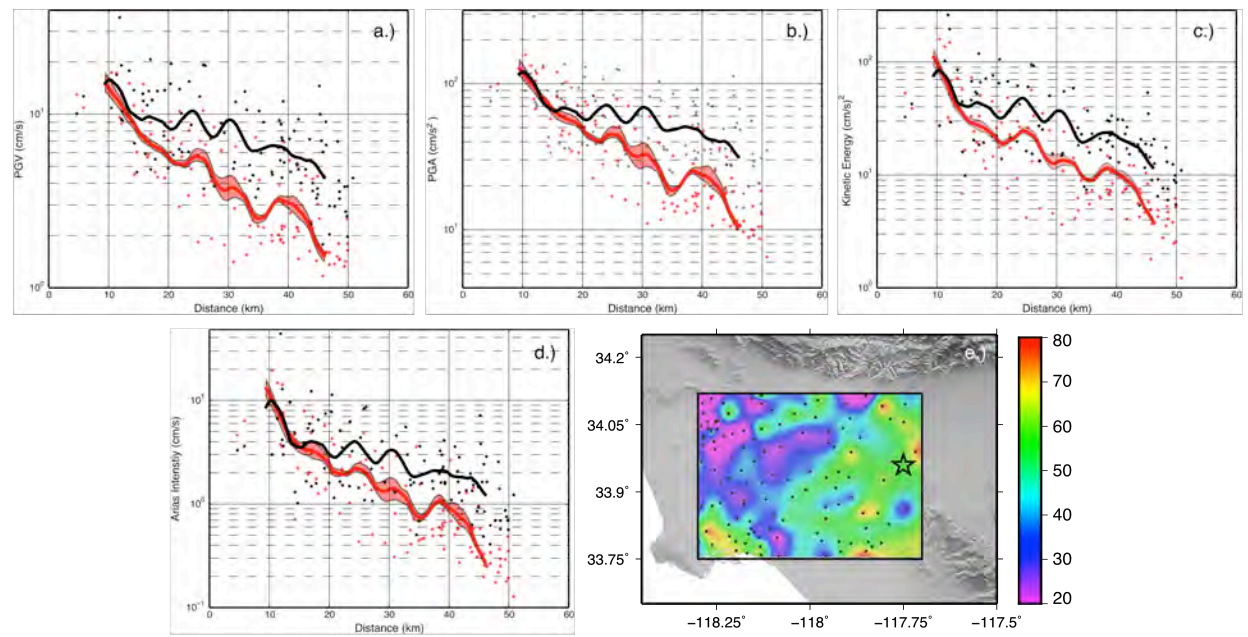 a.)
PGV (cm/s)
10¹
10⁰
0 10 20 30 40 50 60
Distance (km)
b.)
PGA (cm/s²)
10²
10¹
0 10 20 30 40 50 60
Distance (km)
c.)
Kinetic Energy (cm/s)²
10²
10¹
10⁰
0 10 20 30 40 50 60
Distance (km)
d.)
Arias Intenstiy (cm/s)
10¹
10⁰
10⁻¹
0 10 20 30 40 50 60
Distance (km)
e.)
34.2°
34.05°
33.9°
33.75°
−118.25° −118° −117.75° −117.5°
80
70
60
50
40
30
20